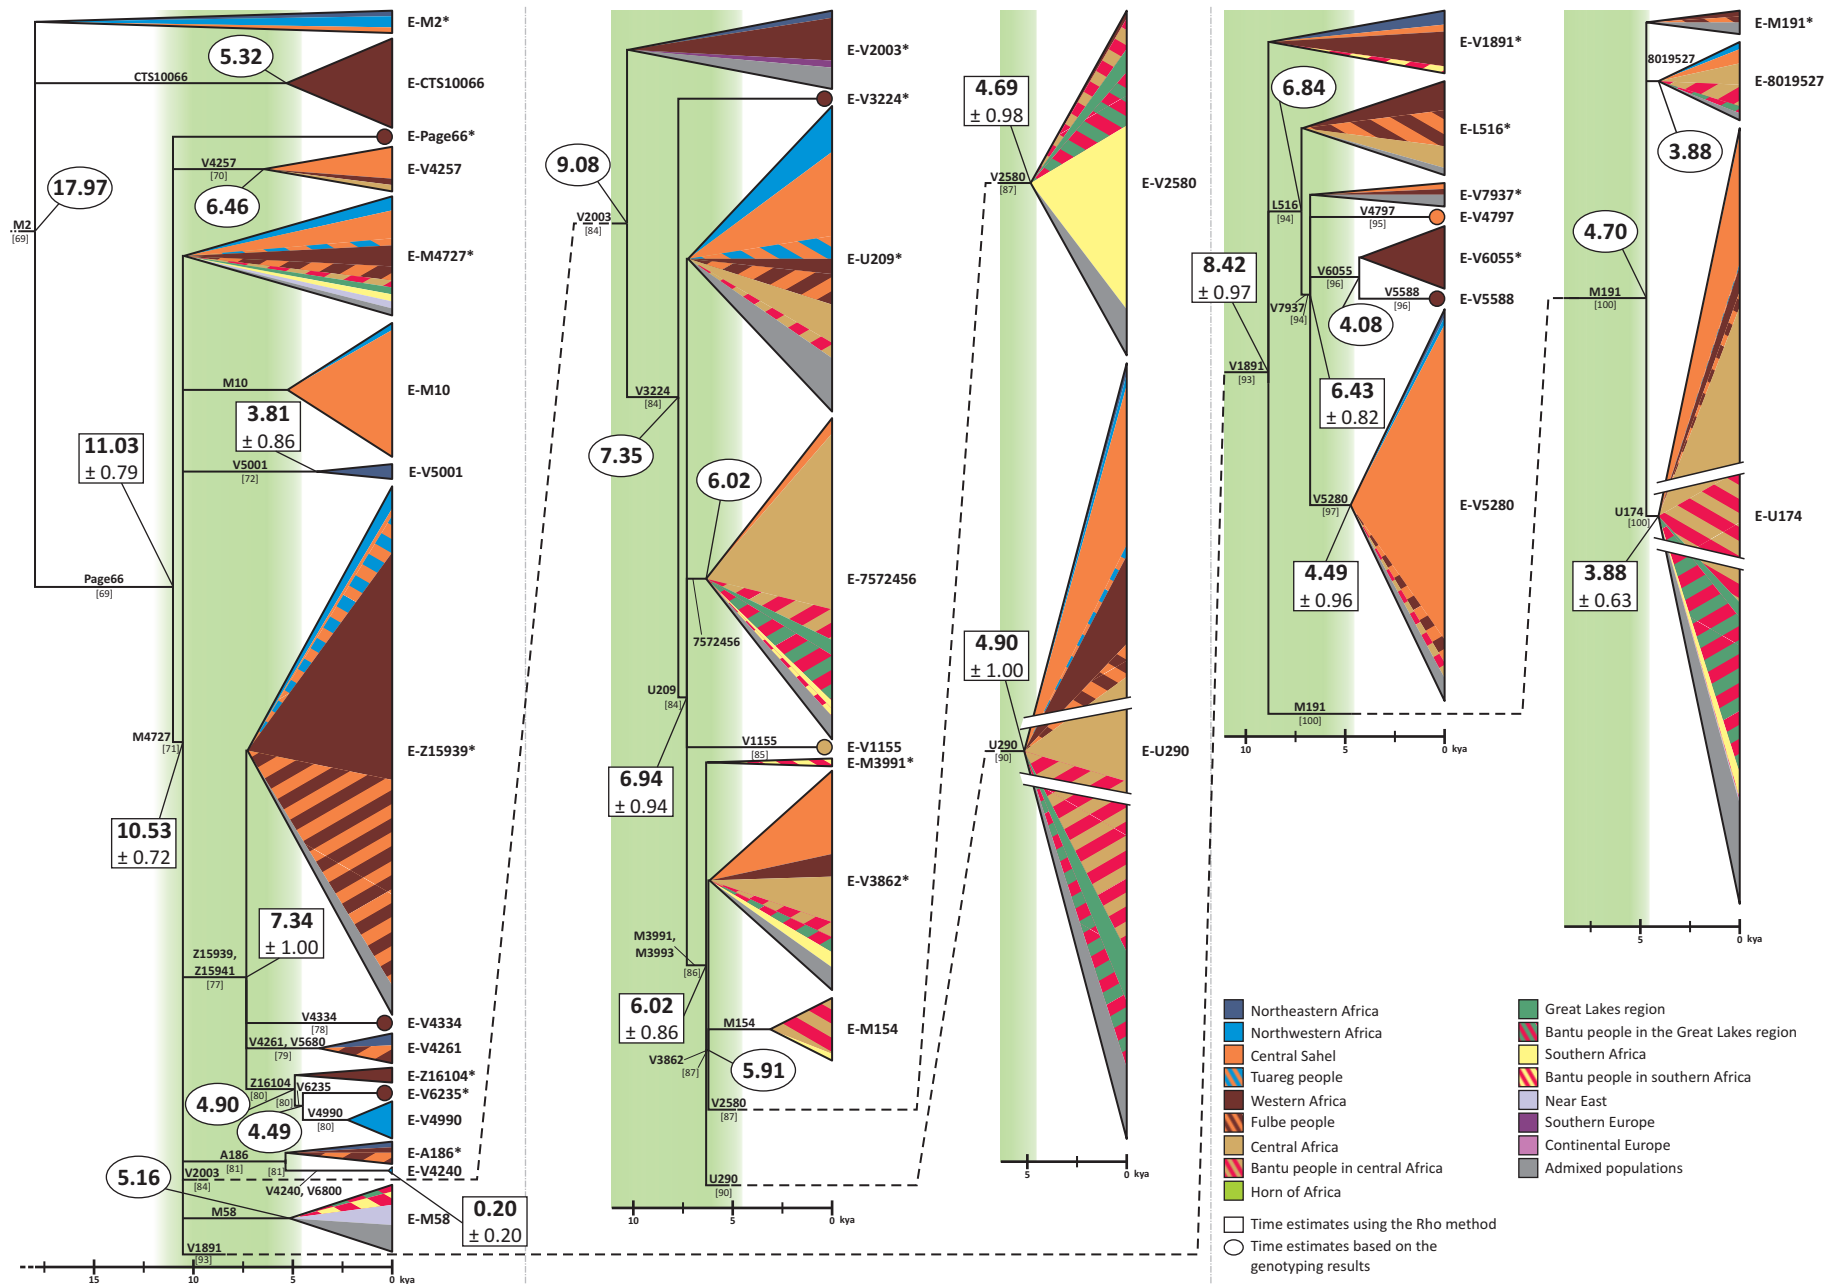 E-M2*
5.32
CTS10066
E-CTS10066
E-Page66*
V4257
[70]
E-V4257
17.97
6.46
M2
[69]
E-M4727*
M10
E-M10
3.81
± 0.86
11.03
± 0.79
V5001
[72]
E-V5001
Page66
[69]
M4727
[71]
E-Z15939*
10.53
± 0.72
7.34
± 1.00
Z15939,
Z15941
[77]
V4334
[78]
E-V4334
V4261, V5680
[79]
E-V4261
Z16104
[80]
E-Z16104*
V6235
[80]
E-V6235*
4.90
V4990
[80]
E-V4990
4.49
A186
[81]
E-A186*
[81]
E-V4240
V4240, V6800
V2003
[84]
5.16
M58
E-M58
0.20
± 0.20
V1891
[93]
15
10
5
0 kya
E-V2003*
E-V3224*
9.08
V2003
[84]
E-U209*
V3224
[84]
7.35
6.02
E-7572456
7572456
U209
[84]
V1155
[85]
E-V1155
E-M3991*
6.94
± 0.94
E-V3862*
M3991,
M3993
[86]
6.02
± 0.86
M154
E-M154
V3862
[87]
5.91
V2580
[87]
U290
[90]
10
5
0 kya
4.69
± 0.98
V2580
[87]
E-V2580
4.90
± 1.00
U290
[90]
E-U290
5
0 kya
E-V1891*
6.84
E-L516*
L516
[94]
E-V7937*
V4797
[95]
E-V4797
8.42
± 0.97
V6055
[96]
E-V6055*
V5588
[96]
E-V5588
V7937
[94]
4.08
V1891
[93]
6.43
± 0.82
V5280
[97]
E-V5280
4.49
± 0.96
M191
[100]
10
5
0 kya
E-M191*
8019527
E-8019527
3.88
4.70
M191
[100]
U174
[100]
E-U174
3.88
± 0.63
5
0 kya
Northeastern Africa
Northwestern Africa
Central Sahel
Tuareg people
Western Africa
Fulbe people
Central Africa
Bantu people in central Africa
Horn of Africa
Great Lakes region
Bantu people in the Great Lakes region
Southern Africa
Bantu people in southern Africa
Near East
Southern Europe
Continental Europe
Admixed populations
Time estimates using the Rho method
Time estimates based on the
genotyping results